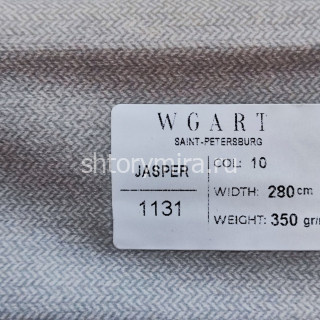 WGART
SAINT-PETERSBURG
JASPER
1131
COL: 10
WIDTH: 280 cm
WEIGHT: 350 gr/
shtorymira.ru